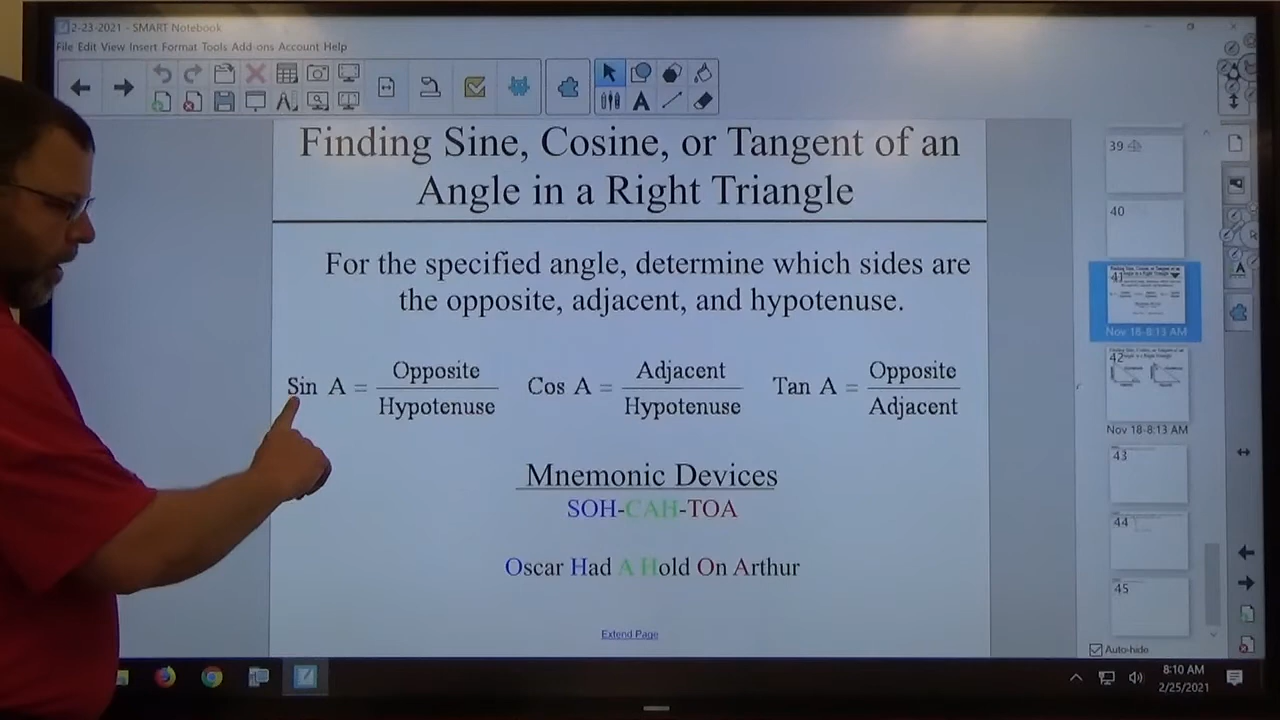 2-23-2021 - SMART Notebook
File Edit View Insert Format Tools Add-ons Account Help
Finding Sine, Cosine, or Tangent of an
Angle in a Right Triangle
For the specified angle, determine which sides are
the opposite, adjacent, and hypotenuse.
Sin A = Opposite
Hypotenuse
Cos A = Adjacent
Hypotenuse
Tan A = Opposite
Adjacent
Mnemonic Devices
SOH-CAH-TOA
Oscar Had A Hold On Arthur
Extend Page
39
40
41
Nov 18-8:13 AM
42
Nov 18-8:13 AM
43
44
45
Auto-hide
8:10 AM
2/25/2021